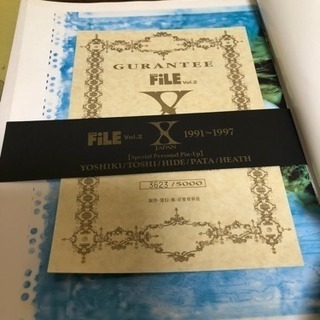 GURANTEE
FiLE Vol.2
X
FiLE Vol.2 X JAPAN 1991~1997
[Special Personal Pin-Up]
YOSHIKI/TOSHI/HIDE/PATA/HEATH
3623/5000